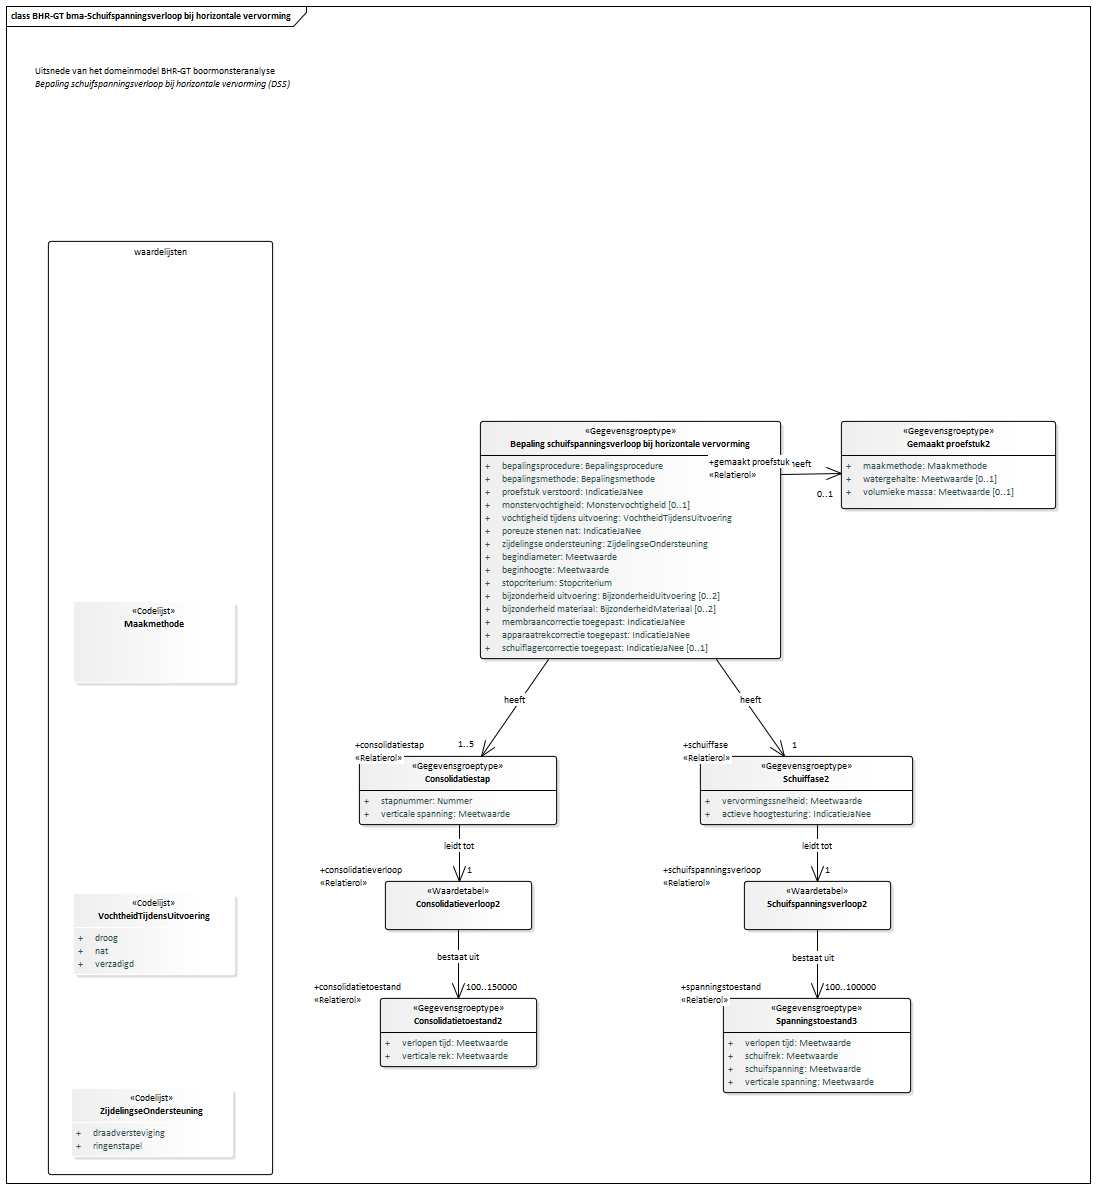 class BHR-GT bma-Schuifspanningsverloop bij horizontale vervorming
Uitsnede van het domeinmodel BHR-GT boormonsteranalyse
Bepaling schuifspanningsverloop bij horizontale vervorming (DSS)
waardelijsten
«Codelijst»
Maakmethode
«Codelijst»
VochtheidTijdensUitvoering
+ droog
+ nat
+ verzadigd
«Codelijst»
ZijdelingseOndersteuning
+ draadversteviging
+ ringenstapel
«Gegevensgroeptype»
Bepaling schuifspanningsverloop bij horizontale vervorming
+ bepalingsprocedure: Bepalingsprocedure
+ bepalingsmethode: Bepalingsmethode
+ proefstuk verstoord: IndicatieJaNee
+ monstervochtigheid: Monstervochtigheid [0..1]
+ vochtigheid tijdens uitvoering: VochtheidTijdensUitvoering
+ poreuze stenen nat: IndicatieJaNee
+ zijdelingse ondersteuning: ZijdelingseOndersteuning
+ begindiameter: Meetwaarde
+ beginhoogte: Meetwaarde
+ stopcriterium: Stopcriterium
+ bijzonderheid uitvoering: BijzonderheidUitvoering [0..2]
+ bijzonderheid materiaal: BijzonderheidMateriaal [0..2]
+ membraancorrectie toegepast: IndicatieJaNee
+ apparaatrekcorrectie toegepast: IndicatieJaNee
+ schuiflagercorrectie toegepast: IndicatieJaNee [0..1]
+gemaakt proefstuk heeft
«Relatierol»
0..1
«Gegevensgroeptype»
Gemaakt proefstuk2
+ maakmethode: Maakmethode
+ watergehalte: Meetwaarde [0..1]
+ volumieke massa: Meetwaarde [0..1]
heeft
+consolidatiestap
«Relatierol»
1..5
«Gegevensgroeptype»
Consolidatiestap
+ stapnummer: Nummer
+ verticale spanning: Meetwaarde
leidt tot
+consolidatieverloop
«Relatierol»
1
«Waardetabel»
Consolidatieverloop2
bestaat uit
+consolidatietoestand
«Relatierol»
100..150000
«Gegevensgroeptype»
Consolidatietoestand2
+ verlopen tijd: Meetwaarde
+ verticale rek: Meetwaarde
heeft
+schuiffase
«Relatierol»
1
«Gegevensgroeptype»
Schuiffase2
+ vervormingssnelheid: Meetwaarde
+ actieve hoogtesturing: IndicatieJaNee
leidt tot
+schuifspanningsverloop
«Relatierol»
1
«Waardetabel»
Schuifspanningsverloop2
bestaat uit
+spanningstoestand
«Relatierol»
100..100000
«Gegevensgroeptype»
Spanningstoestand3
+ verlopen tijd: Meetwaarde
+ schuifrek: Meetwaarde
+ schuifspanning: Meetwaarde
+ verticale spanning: Meetwaarde